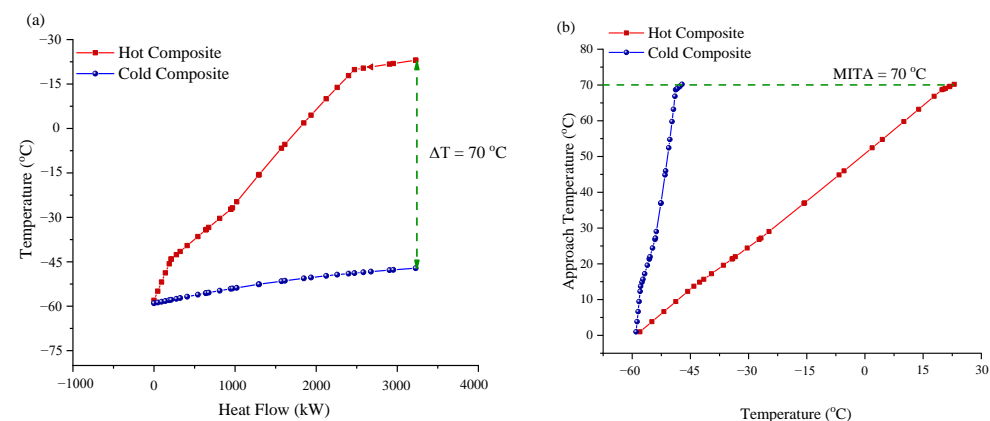 (a)
Hot Composite
Cold Composite
ΔT = 70 °C
Temperature (°C)
−30
−15
0
−15
−30
−45
−60
−75
−1000
0
1000
2000
3000
4000
Heat Flow (kW)
(b)
Hot Composite
Cold Composite
MITA = 70 °C
Approach Temperature (°C)
80
70
60
50
40
30
20
10
0
−60
−45
−30
−15
0
15
30
Temperature (°C)